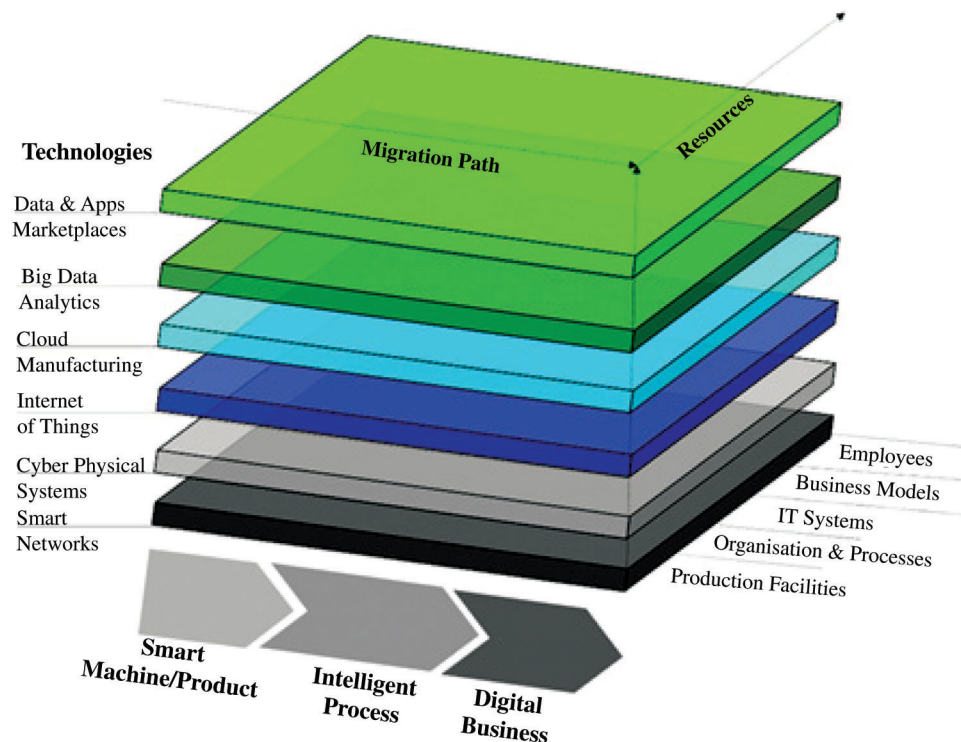 Resources
Migration Path
Technologies
Data & Apps
Marketplaces
Big Data
Analytics
Cloud
Manufacturing
Internet
of Things
Cyber Physical
Systems
Smart
Networks
Employees
Business Models
IT Systems
Organisation & Processes
Production Facilities
Smart
Machine/Product
Intelligent
Process
Digital
Business